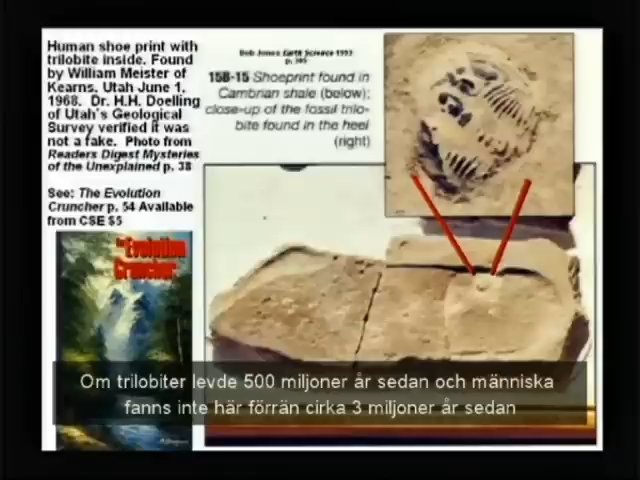 Human shoe print with
trilobite inside. Found
by William Meister of
Kearns, Utah June 1,
1968. Dr. H.H. Doelling
of Utah's Geological
Survey verified it was
not a fake. Photo from
Readers Digest Mysteries
of the Unexplained p. 38
See: The Evolution
Cruncher p. 54 Available
from CSE $5
Bob Jones Earth Science 1993
15B-15 Shoeprint found in
Cambrian shale (below);
close-up of the fossil trilo-
bite found in the heel
(right)
The Evolution
Cruncher
Om trilobiter levde 500 miljoner år sedan och människa
fanns inte här förrän cirka 3 miljoner år sedan